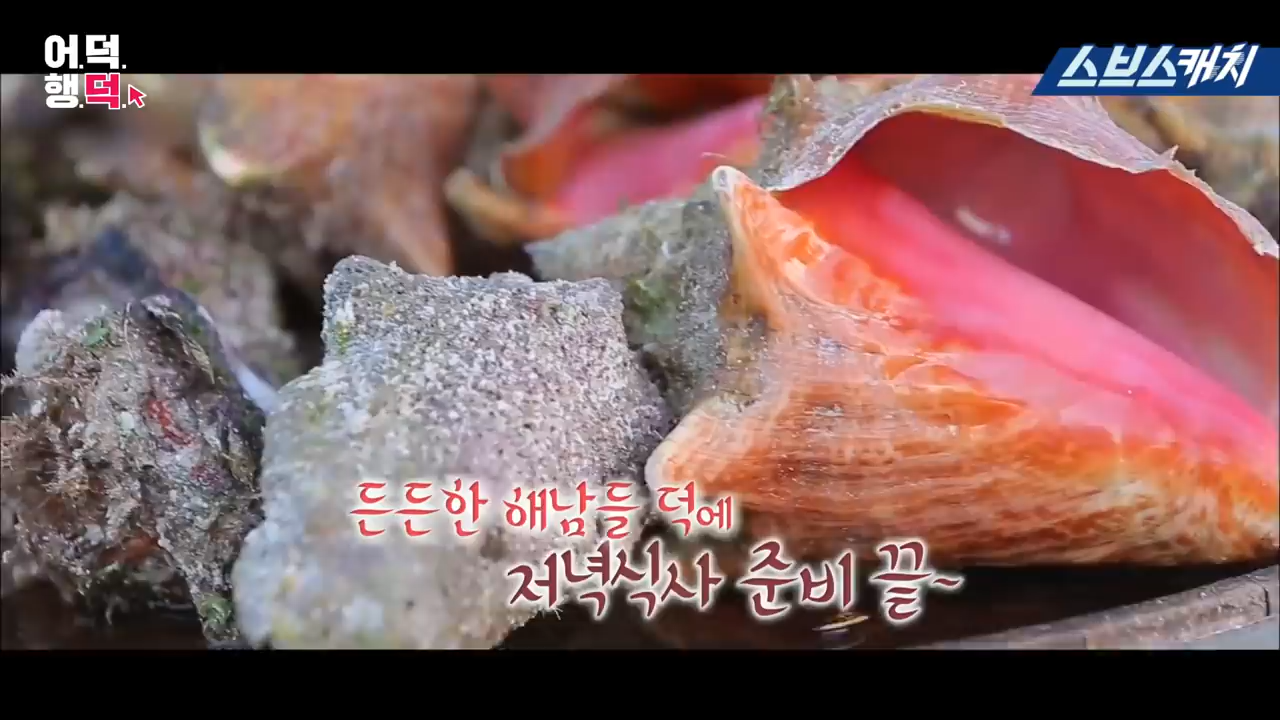 어.덕.
행.덕.
스브스캐치
든든한 해남들 덕에
저녁식사 준비 끝~